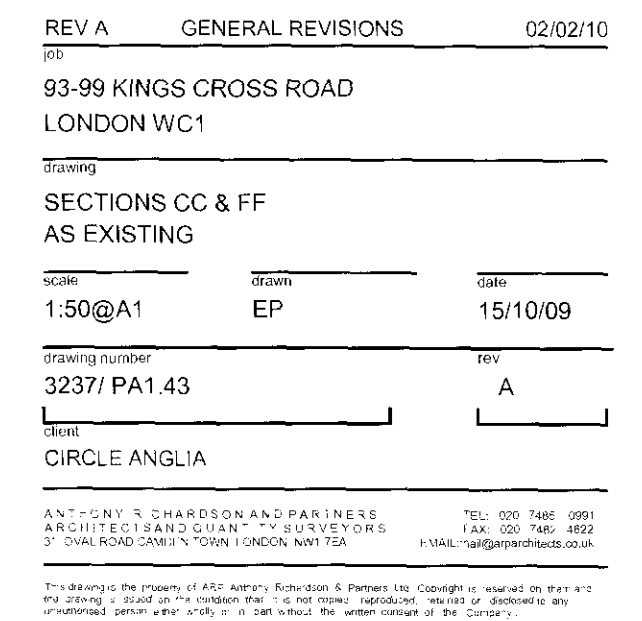 REV A GENERAL REVISIONS 02/02/10
job
93-99 KINGS CROSS ROAD
LONDON WC1
drawing
SECTIONS CC & FF
AS EXISTING
scale drawn date
1:50@A1 EP 15/10/09
drawing number rev
3237/ PA1.43 A
client
CIRCLE ANGLIA
ANTHONY RICHARDSON AND PARTNERS TEL: 020 7485 0991
ARCHITECTS AND QUANTITY SURVEYORS FAX: 020 7482 4622
31 OVAL ROAD CAMDEN TOWN LONDON NW1 7EA EMAIL:mail@arparchitects.co.uk
This drawing is the property of ARP Anthony Richardson & Partners Ltd. Copyright is reserved on them and
the drawing is issued on the condition that it is not copied reproduced, retained or disclosed to any
unauthorised person either wholly or in part without the written consent of the Company.